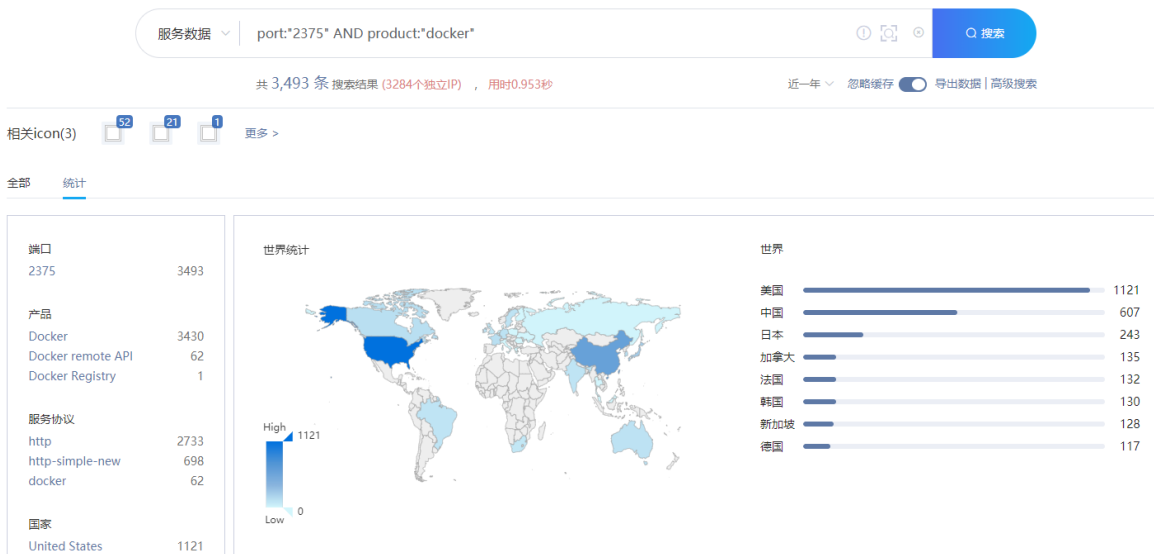 服务数据 port:"2375" AND product:"docker" 搜索
共 3,493 条 搜索结果 (3284个独立IP) ， 用时0.953秒 近一年 忽略缓存 导出数据 | 高级搜索
相关icon(3) 52 21 1 更多 >
全部 统计
端口
2375 3493
产品
Docker 3430
Docker remote API 62
Docker Registry 1
服务协议
http 2733
http-simple-new 698
docker 62
国家
United States 1121
世界统计
High
1121
0
Low
世界
美国 1121
中国 607
日本 243
加拿大 135
法国 132
韩国 130
新加坡 128
德国 117